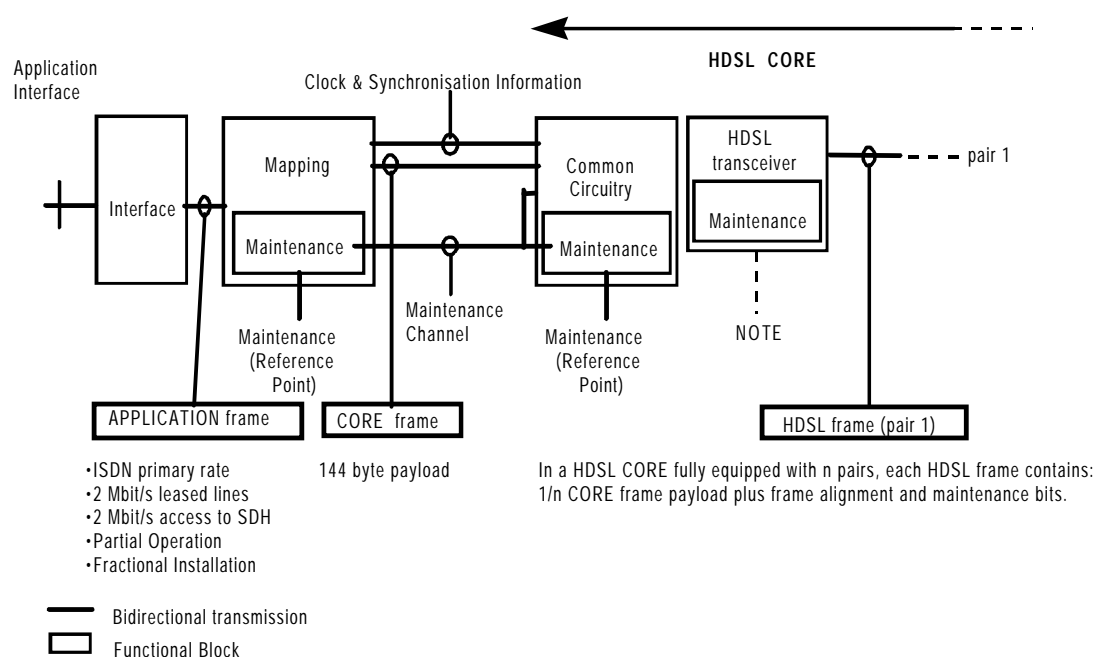 HDSL CORE
Application
Interface
Clock & Synchronisation Information
Interface
Mapping
Maintenance
Common
Circuitry
Maintenance
HDSL
transceiver
Maintenance
pair 1
Maintenance
(Reference
Point)
Maintenance
Channel
Maintenance
(Reference
Point)
NOTE
APPLICATION frame
CORE frame
HDSL frame (pair 1)
•ISDN primary rate
•2 Mbit/s leased lines
•2 Mbit/s access to SDH
•Partial Operation
•Fractional Installation
144 byte payload
In a HDSL CORE fully equipped with n pairs, each HDSL frame contains:
1/n CORE frame payload plus frame alignment and maintenance bits.
Bidirectional transmission
Functional Block